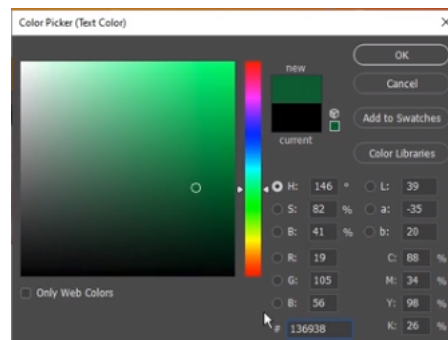 Color Picker (Text Color)
new
current
OK
Cancel
Add to Swatches
Color Libraries
H: 146 ° L: 39
S: 82 % a: -35
B: 41 % b: 20
R: 19 C: 88 %
G: 105 M: 34 %
B: 56 Y: 98 %
# 136938 K: 26 %
Only Web Colors